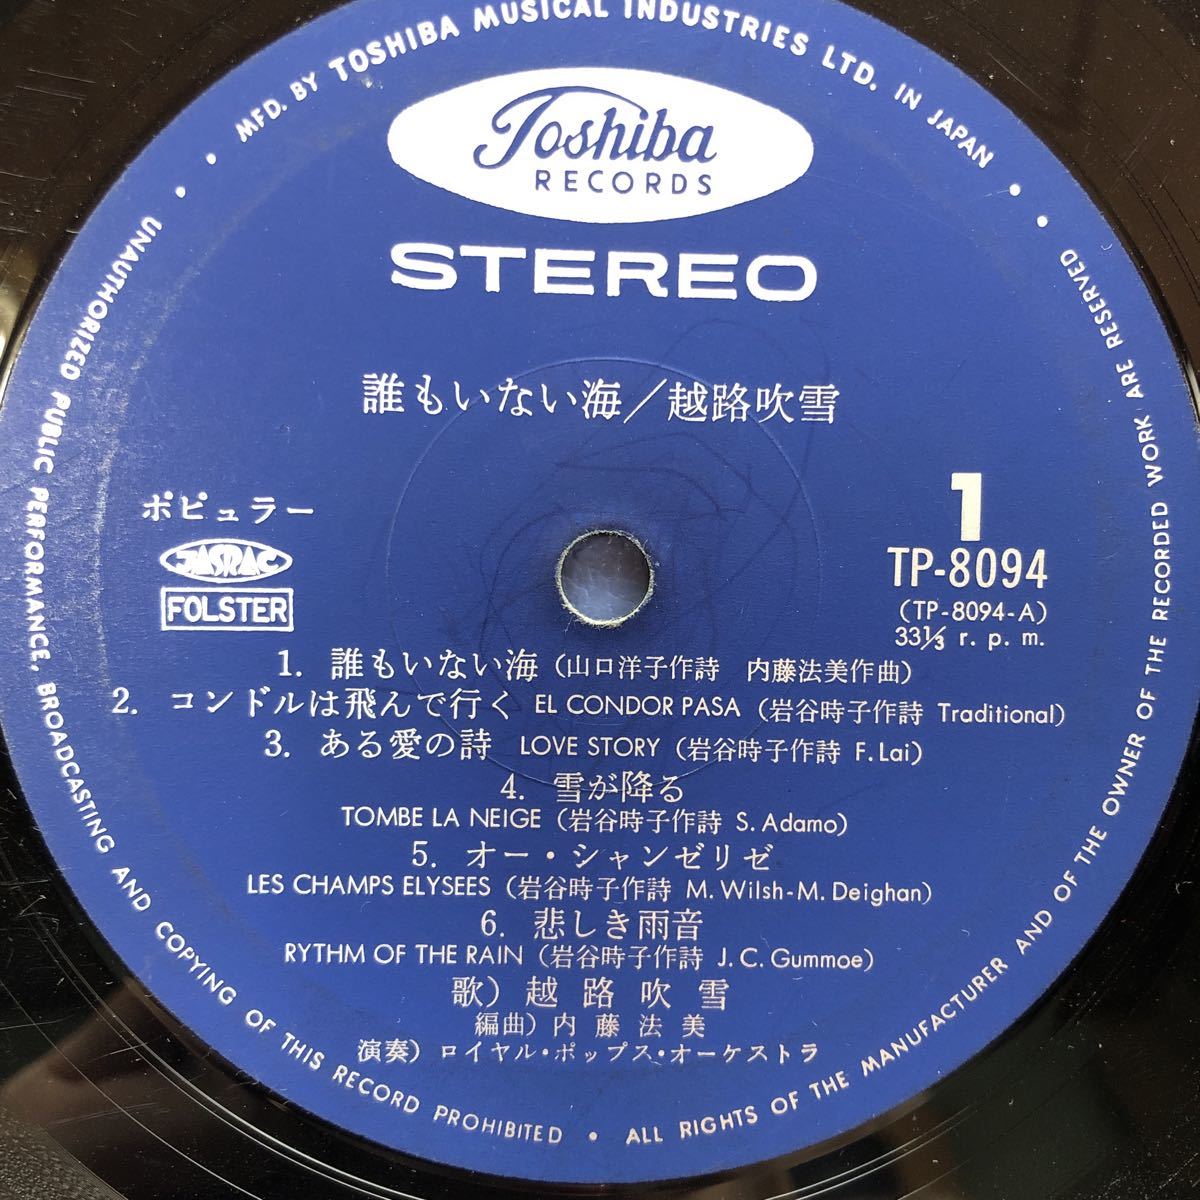 MFD. BY TOSHIBA MUSICAL INDUSTRIES LTD. IN JAPAN
Toshiba
RECORDS
STEREO
誰もいない海/越路吹雪
ポピュラー
JASRAC
FOLSTER
1
TP-8094
(TP-8094-A)
33⅓ r. p. m.
1. 誰もいない海 (山口洋子作詩 内藤法美作曲)
2. コンドルは飛んで行く EL CONDOR PASA (岩谷時子作詩 Traditional)
3. ある愛の詩 LOVE STORY (岩谷時子作詩 F. Lai)
4. 雪が降る
TOMBE LA NEIGE (岩谷時子作詩 S. Adamo)
5. オー・シャンゼリゼ
LES CHAMPS ELYSEES (岩谷時子作詩 M. Wilsh-M. Deighan)
6. 悲しき雨音
RYTHM OF THE RAIN (岩谷時子作詩 J. C. Gummoe)
歌) 越路吹雪
編曲) 内藤法美
演奏) ロイヤル・ポップス・オーケストラ
UNAUTHORIZED PUBLIC PERFORMANCE, BROADCASTING AND COPYING OF THIS RECORD PROHIBITED • ALL RIGHTS OF THE MANUFACTURER AND OF THE OWNER OF THE RECORDED WORK ARE RESERVED